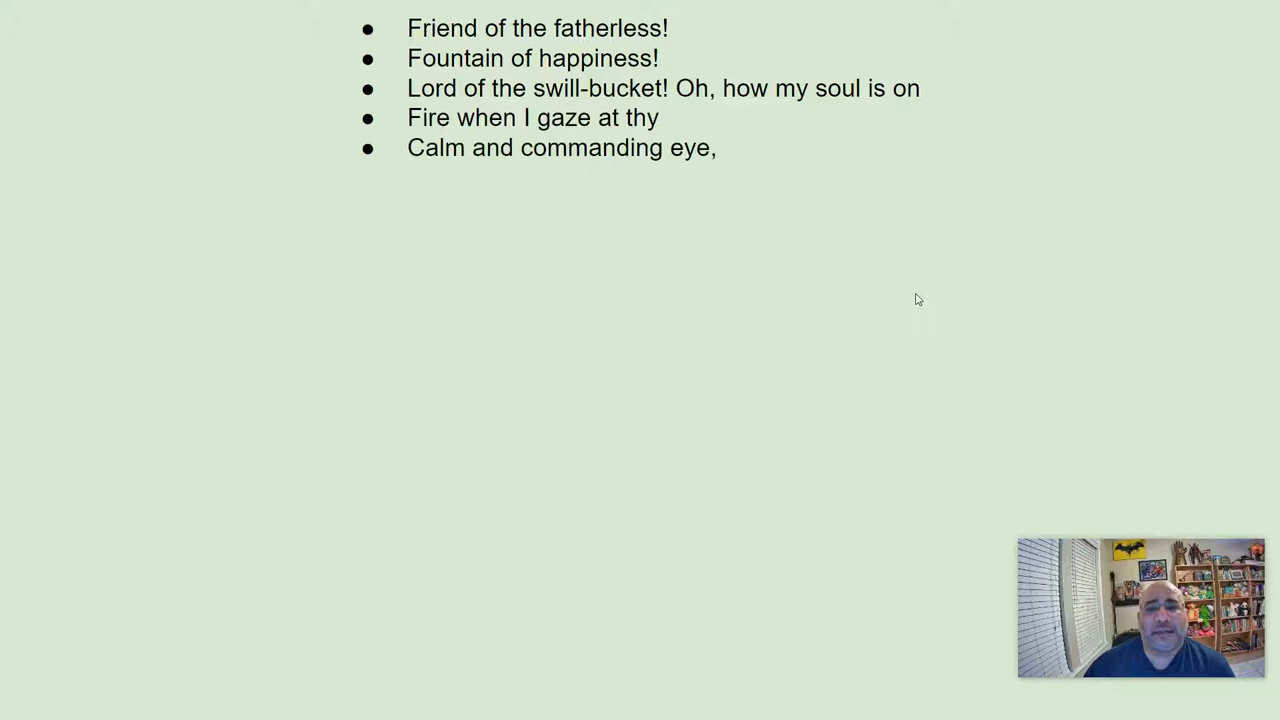 ● Friend of the fatherless!
● Fountain of happiness!
● Lord of the swill-bucket! Oh, how my soul is on
● Fire when I gaze at thy
● Calm and commanding eye,